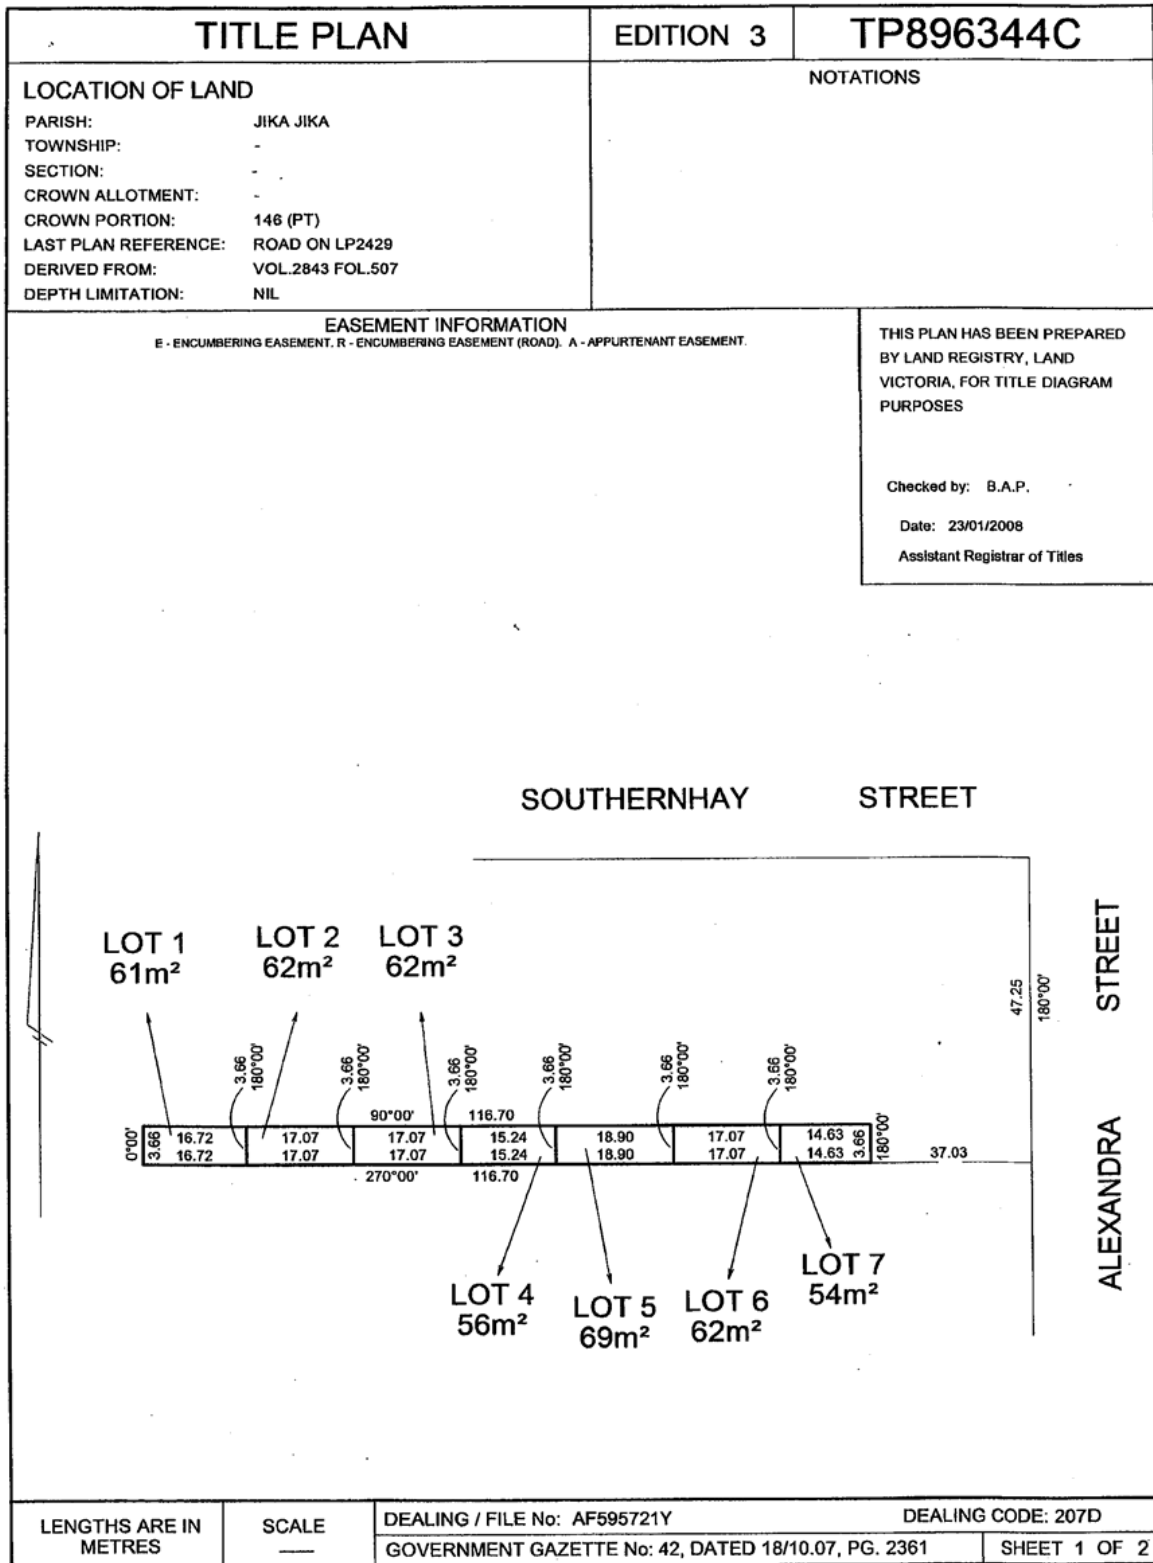 TITLE PLAN
EDITION 3
TP896344C
LOCATION OF LAND
PARISH: JIKA JIKA
TOWNSHIP: -
SECTION: -
CROWN ALLOTMENT: -
CROWN PORTION: 146 (PT)
LAST PLAN REFERENCE: ROAD ON LP2429
DERIVED FROM: VOL.2843 FOL.507
DEPTH LIMITATION: NIL
NOTATIONS
EASEMENT INFORMATION
E - ENCUMBERING EASEMENT. R - ENCUMBERING EASEMENT (ROAD). A - APPURTENANT EASEMENT.
THIS PLAN HAS BEEN PREPARED
BY LAND REGISTRY, LAND
VICTORIA, FOR TITLE DIAGRAM
PURPOSES
Checked by: B.A.P.
Date: 23/01/2008
Assistant Registrar of Titles
SOUTHERNHAY STREET
ALEXANDRA STREET
47.25
180°00'
LOT 1
61m²
LOT 2
62m²
LOT 3
62m²
3.66
180°00'
3.66
180°00'
3.66
180°00'
3.66
180°00'
3.66
180°00'
3.66
180°00'
90°00' 116.70
0°00'
3.66
16.72 17.07 17.07 15.24 18.90 17.07 14.63
16.72 17.07 17.07 15.24 18.90 17.07 14.63
3.66
180°00'
37.03
270°00' 116.70
LOT 4
56m²
LOT 5
69m²
LOT 6
62m²
LOT 7
54m²
LENGTHS ARE IN
METRES
SCALE
DEALING / FILE No: AF595721Y
DEALING CODE: 207D
GOVERNMENT GAZETTE No: 42, DATED 18/10.07, PG. 2361
SHEET 1 OF 2